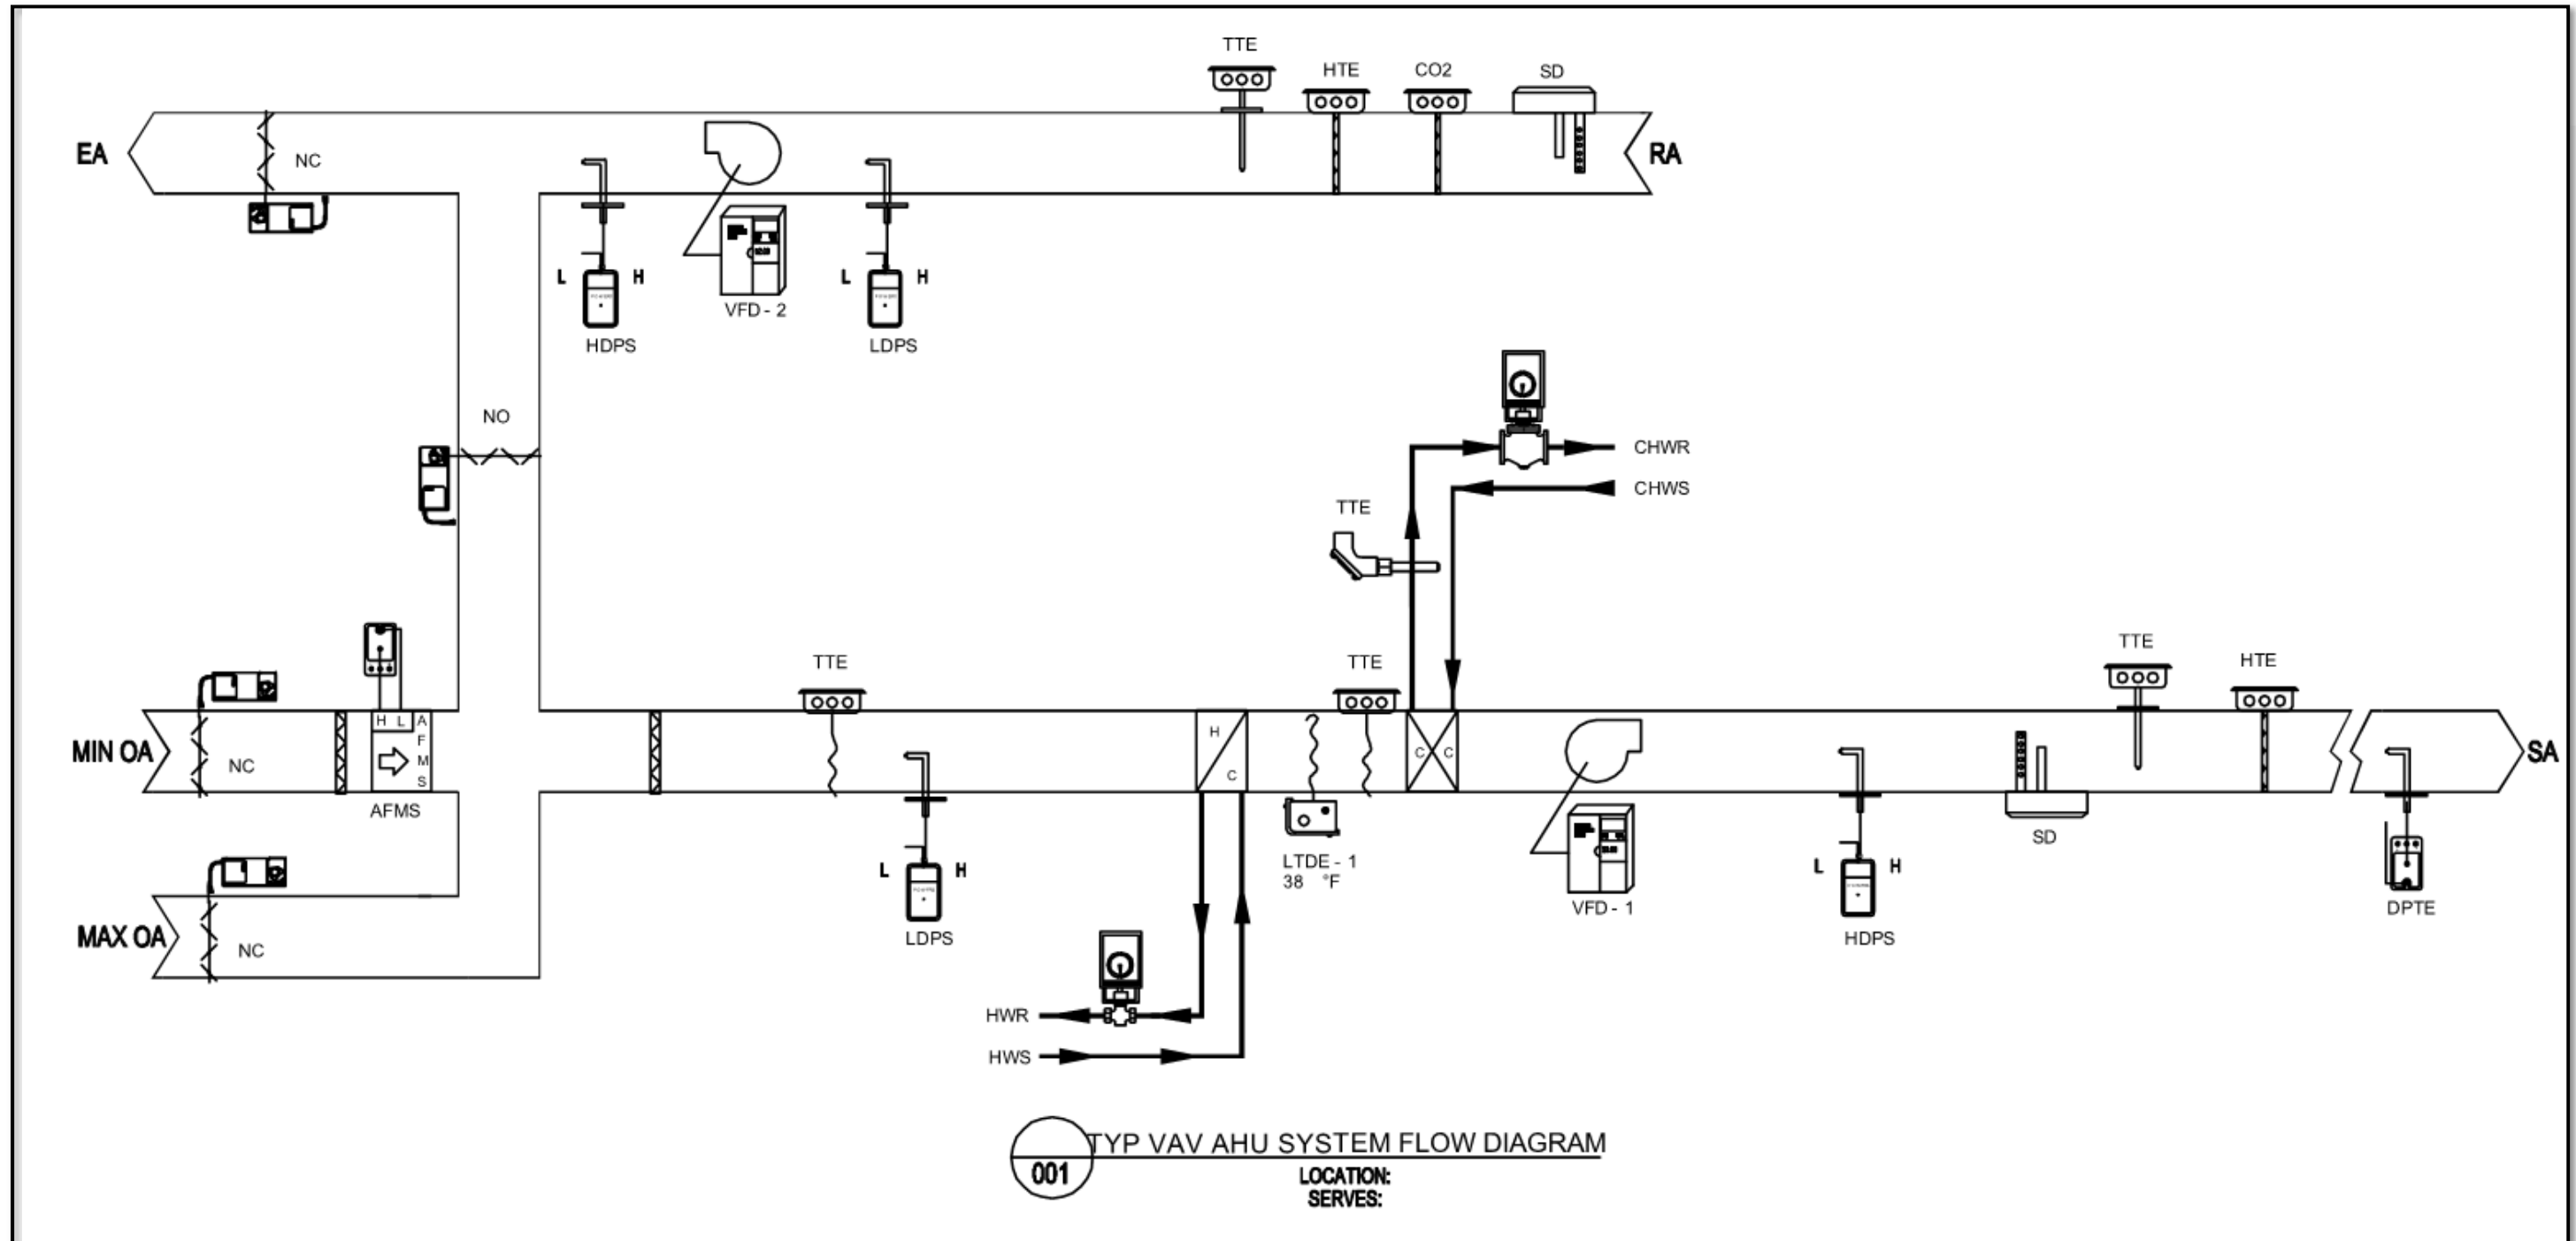 TTE
HTE
CO2
SD
EA
NC
RA
L H
L H
VFD - 2
HDPS
LDPS
NO
CHWR
CHWS
TTE
TTE
TTE
TTE
HTE
H L A
F
M
S
MIN OA
NC
H
C
C C
SA
AFMS
SD
LTDE - 1
38 °F
L H
L H
VFD - 1
DPTE
MAX OA
NC
LDPS
HDPS
HWR
HWS
TYP VAV AHU SYSTEM FLOW DIAGRAM
001
LOCATION:
SERVES: